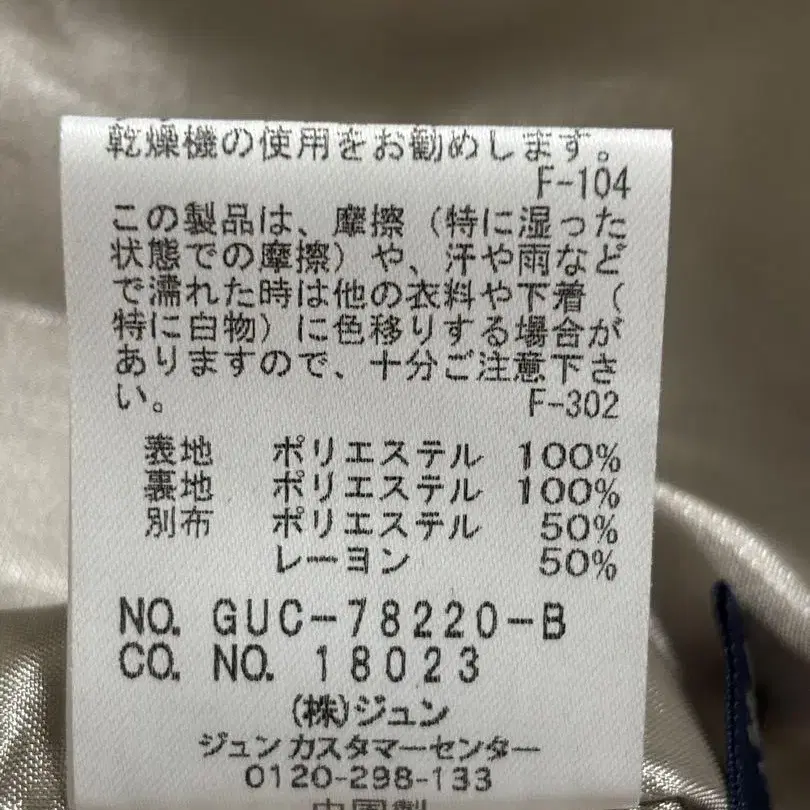 乾燥機の使用をお勧めします。
F-104
この製品は、摩擦（特に湿った
状態での摩擦）や、汗や雨など
で濡れた時は他の衣料や下着（
特に白物）に色移りする場合が
ありますので、十分ご注意下さ
い。 F-302
表地 ポリエステル 100%
裏地 ポリエステル 100%
別布 ポリエステル 50%
レーヨン 50%
NO. GUC-78220-B
CO. NO. 18023
(株)ジュン
ジュンカスタマーセンター
0120-298-133
中国製